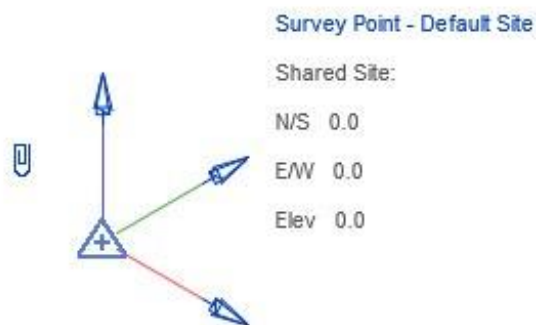 Survey Point - Default Site
Shared Site:
N/S 0.0
E/W 0.0
Elev 0.0